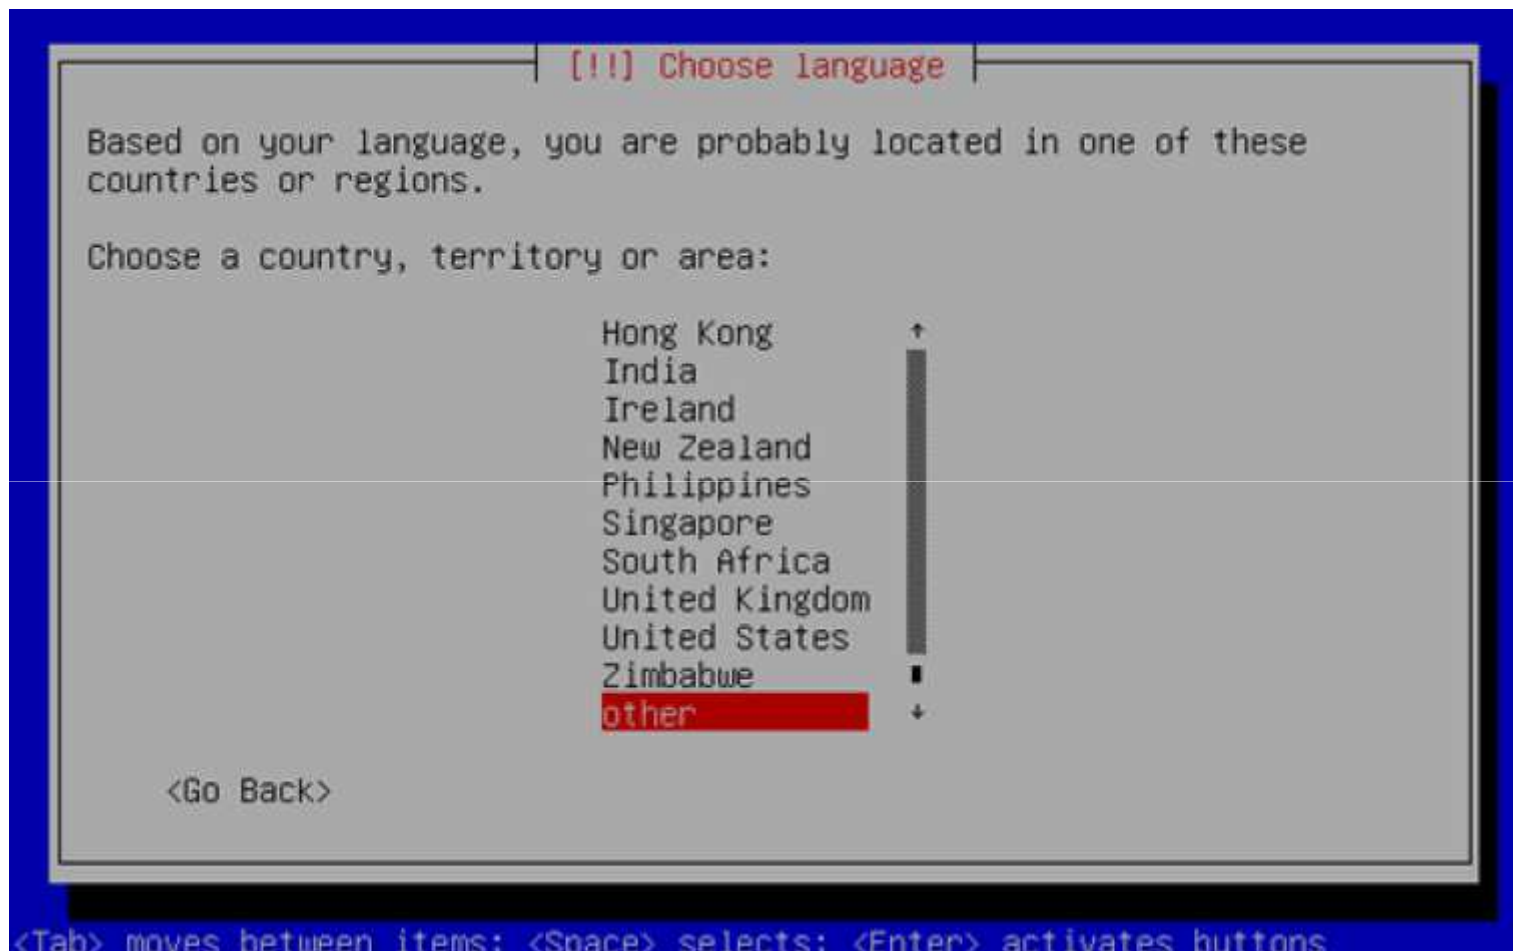 [!!] Choose language
Based on your language, you are probably located in one of these
countries or regions.
Choose a country, territory or area:
Hong Kong ↑
India
Ireland
New Zealand
Philippines
Singapore
South Africa
United Kingdom
United States
Zimbabwe
other ↓
<Go Back>
<Tab> moves between items; <Space> selects; <Enter> activates buttons